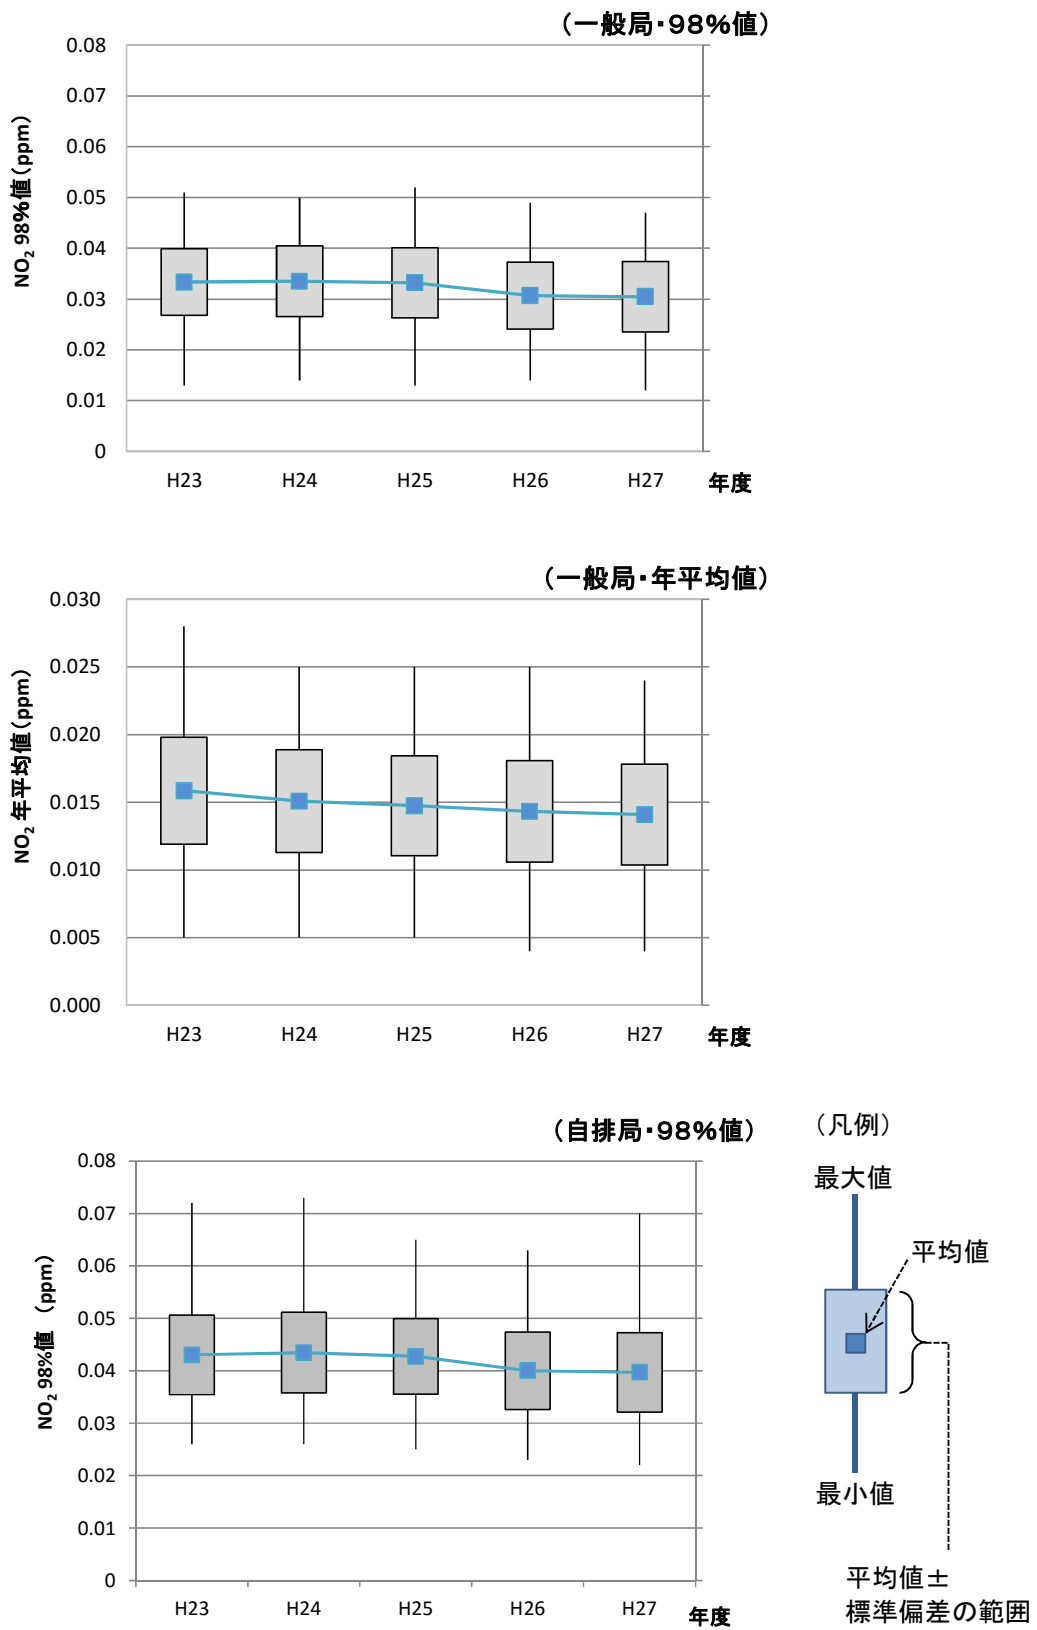 （一般局・98％値）
NO2 98%値（ppm）
0.08
0.07
0.06
0.05
0.04
0.03
0.02
0.01
0
H23 H24 H25 H26 H27 年度
（一般局・年平均値）
NO2 年平均値（ppm）
0.030
0.025
0.020
0.015
0.010
0.005
0.000
H23 H24 H25 H26 H27 年度
（自排局・98％値）
NO2 98%値 （ppm）
0.08
0.07
0.06
0.05
0.04
0.03
0.02
0.01
0
H23 H24 H25 H26 H27 年度
（凡例）
最大値
平均値
最小値
平均値±
標準偏差の範囲